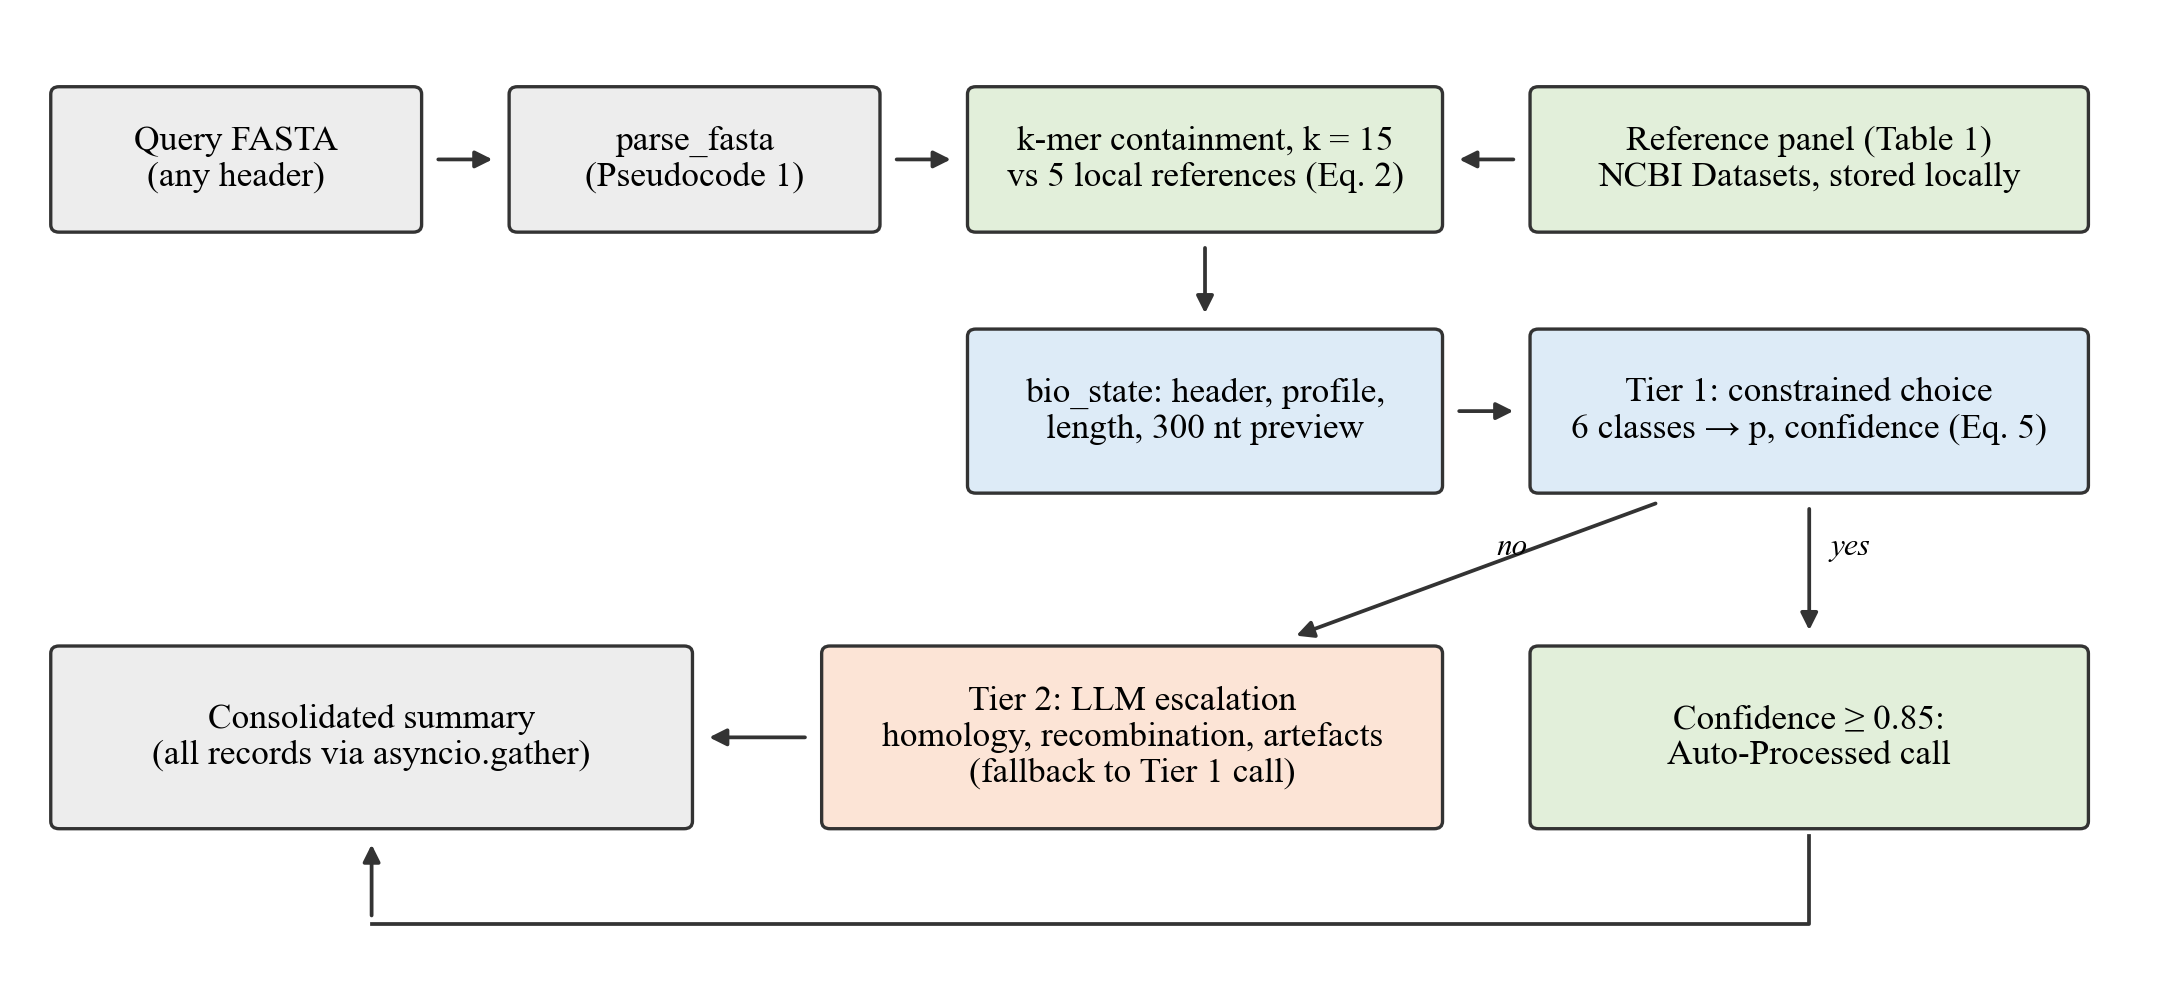 Query FASTA
(any header)
parse_fasta
(Pseudocode 1)
k-mer containment, k = 15
vs 5 local references (Eq. 2)
Reference panel (Table 1)
NCBI Datasets, stored locally
bio_state: header, profile,
length, 300 nt preview
Tier 1: constrained choice
6 classes → p, confidence (Eq. 5)
no
yes
Consolidated summary
(all records via asyncio.gather)
Tier 2: LLM escalation
homology, recombination, artefacts
(fallback to Tier 1 call)
Confidence ≥ 0.85:
Auto-Processed call